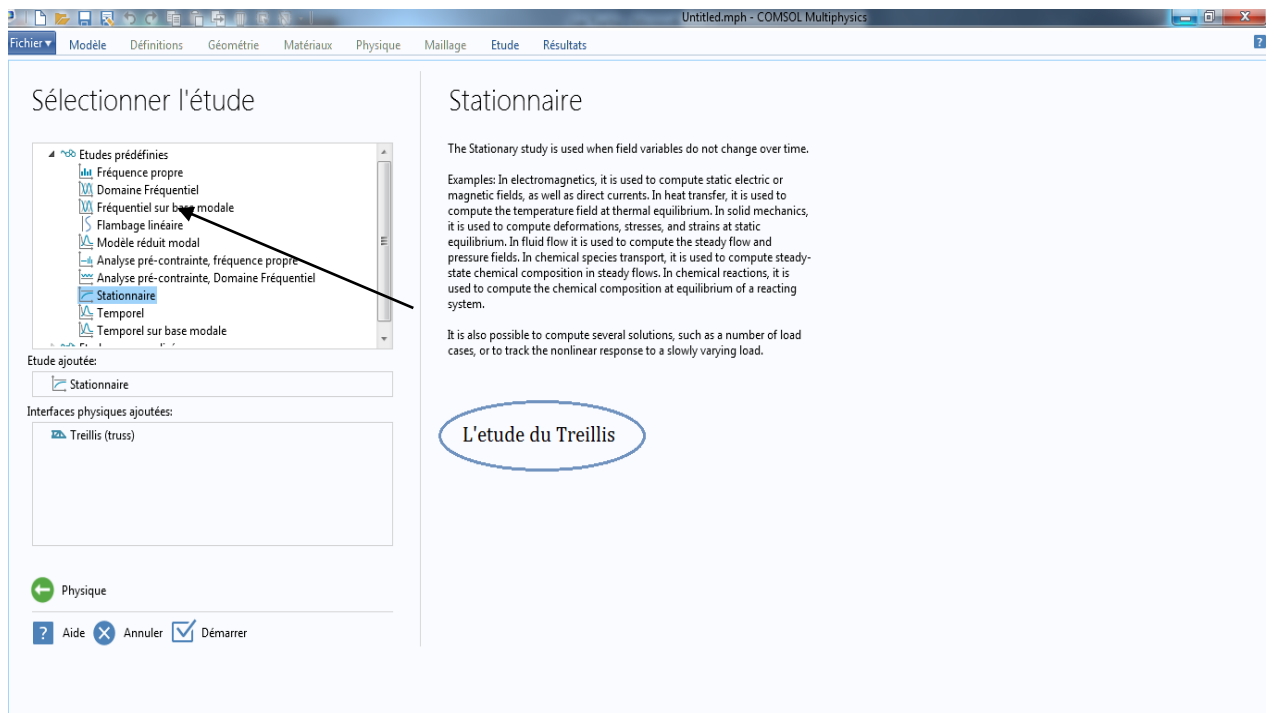 Untitled.mph - COMSOL Multiphysics
Fichier Modèle Définitions Géométrie Matériaux Physique Maillage Etude Résultats ?
Sélectionner l'étude
Etudes prédéfinies
Fréquence propre
Domaine Fréquentiel
Fréquentiel sur base modale
Flambage linéaire
Modèle réduit modal
Analyse pré-contrainte, fréquence propre
Analyse pré-contrainte, Domaine Fréquentiel
Stationnaire
Temporel
Temporel sur base modale
Etude ajoutée:
Stationnaire
Interfaces physiques ajoutées:
Treillis (truss)
Physique
? Aide Annuler Démarrer
Stationnaire
The Stationary study is used when field variables do not change over time.
Examples: In electromagnetics, it is used to compute static electric or
magnetic fields, as well as direct currents. In heat transfer, it is used to
compute the temperature field at thermal equilibrium. In solid mechanics,
it is used to compute deformations, stresses, and strains at static
equilibrium. In fluid flow it is used to compute the steady flow and
pressure fields. In chemical species transport, it is used to compute steady-
state chemical composition in steady flows. In chemical reactions, it is
used to compute the chemical composition at equilibrium of a reacting
system.
It is also possible to compute several solutions, such as a number of load
cases, or to track the nonlinear response to a slowly varying load.
L'etude du Treillis